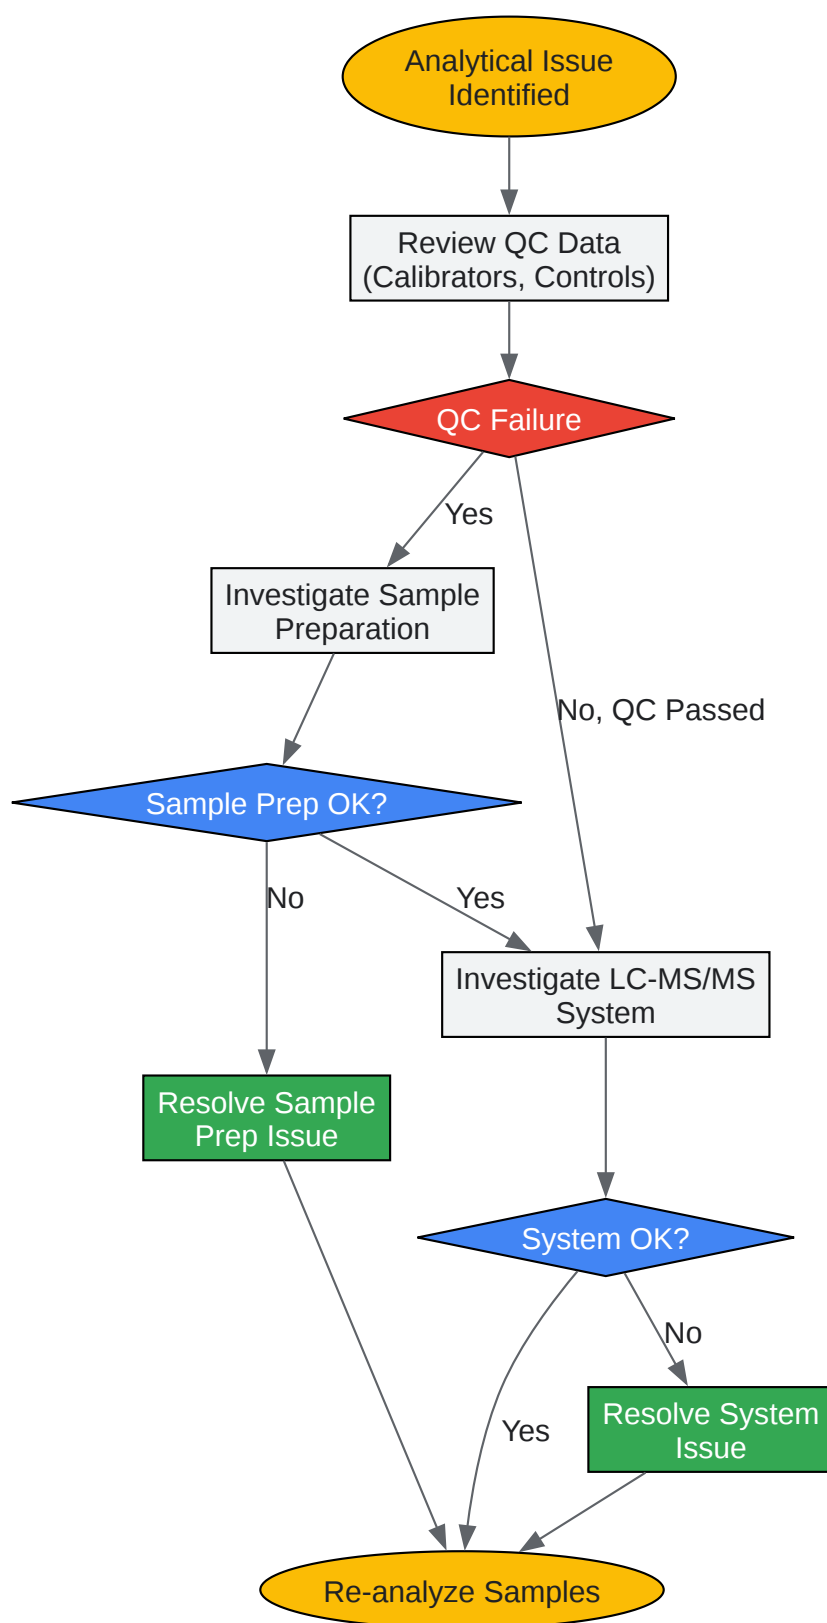 Analytical Issue
Identified
Review QC Data
(Calibrators, Controls)
QC Failure
Yes
Investigate Sample
Preparation
No, QC Passed
Sample Prep OK?
No
Yes
Investigate LC-MS/MS
System
Resolve Sample
Prep Issue
System OK?
No
Yes
Resolve System
Issue
Re-analyze Samples